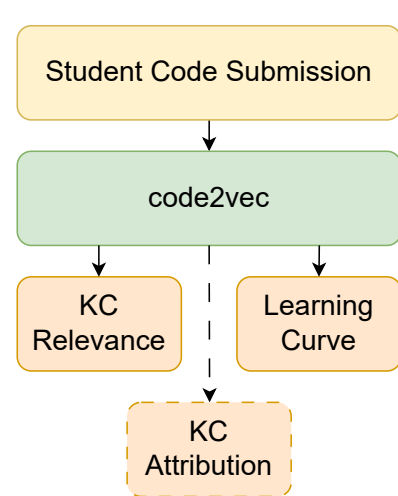 Student Code Submission
code2vec
KC
Relevance
Learning
Curve
KC
Attribution